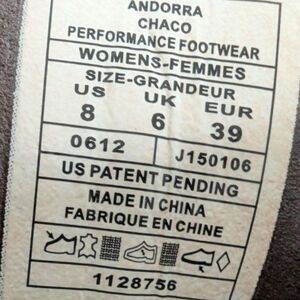 ANDORRA
CHACO
PERFORMANCE FOOTWEAR
WOMENS-FEMMES
SIZE-GRANDEUR
US UK EUR
8 6 39
0612 J150106
US PATENT PENDING
MADE IN CHINA
FABRIQUE EN CHINE
1128756